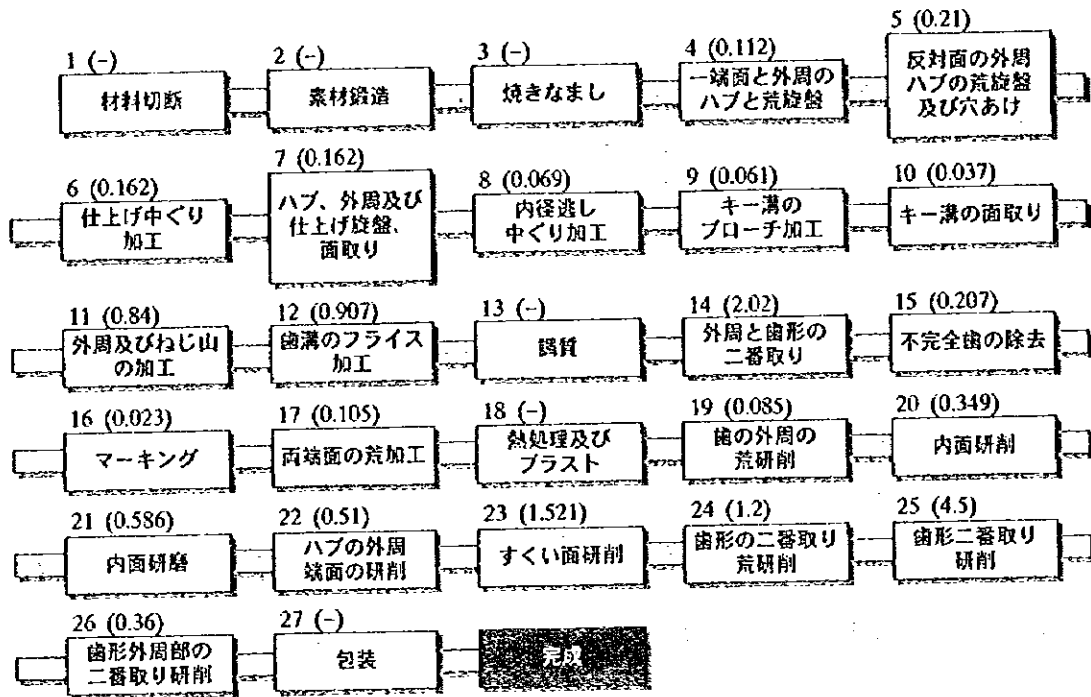 1 (-)
材料切断
2 (-)
素材鍛造
3 (-)
焼きなまし
4 (0.112)
一端面と外周の
ハブと荒旋盤
5 (0.21)
反対面の外周
ハブの荒旋盤
及び穴あけ
6 (0.162)
仕上げ中ぐり
加工
7 (0.162)
ハブ、外周及び
仕上げ旋盤、
面取り
8 (0.069)
内径逃し
中ぐり加工
9 (0.061)
キー溝の
ブローチ加工
10 (0.037)
キー溝の面取り
11 (0.84)
外周及びねじ山
の加工
12 (0.907)
歯溝のフライス
加工
13 (-)
調質
14 (2.02)
外周と歯形の
二番取り
15 (0.207)
不完全歯の除去
16 (0.023)
マーキング
17 (0.105)
両端面の荒加工
18 (-)
熱処理及び
ブラスト
19 (0.085)
歯の外周の
荒研削
20 (0.349)
内面研削
21 (0.586)
内面研磨
22 (0.51)
ハブの外周
端面の研削
23 (1.521)
すくい面研削
24 (1.2)
歯形の二番取り
荒研削
25 (4.5)
歯形二番取り
研削
26 (0.36)
歯形外周部の
二番取り研削
27 (-)
包装
完成